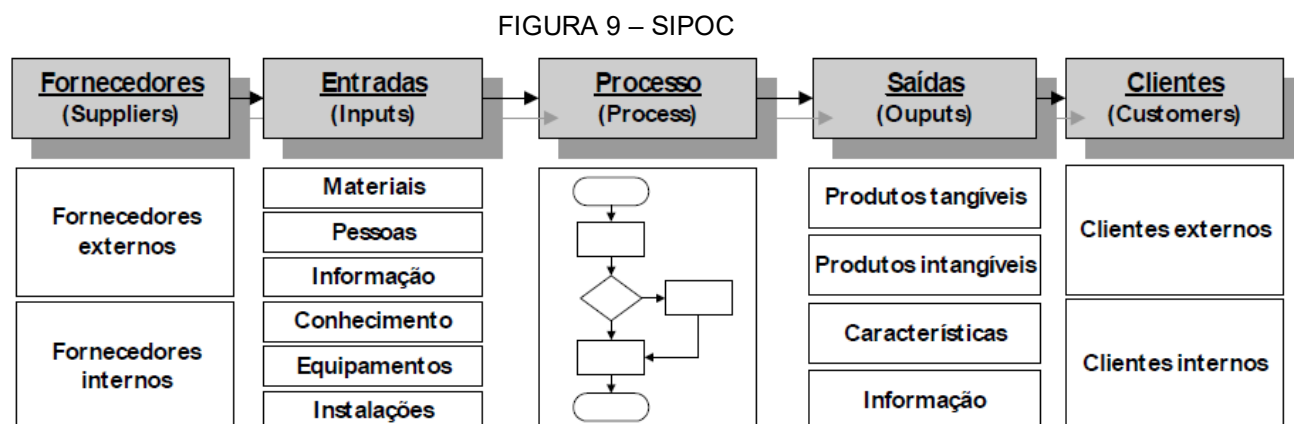 FIGURA 9 – SIPOC
Fornecedores
(Suppliers)
Entradas
(Inputs)
Processo
(Process)
Saídas
(Ouputs)
Clientes
(Customers)
Fornecedores
externos
Fornecedores
internos
Materiais
Pessoas
Informação
Conhecimento
Equipamentos
Instalações
Produtos tangíveis
Produtos intangíveis
Características
Informação
Clientes externos
Clientes internos